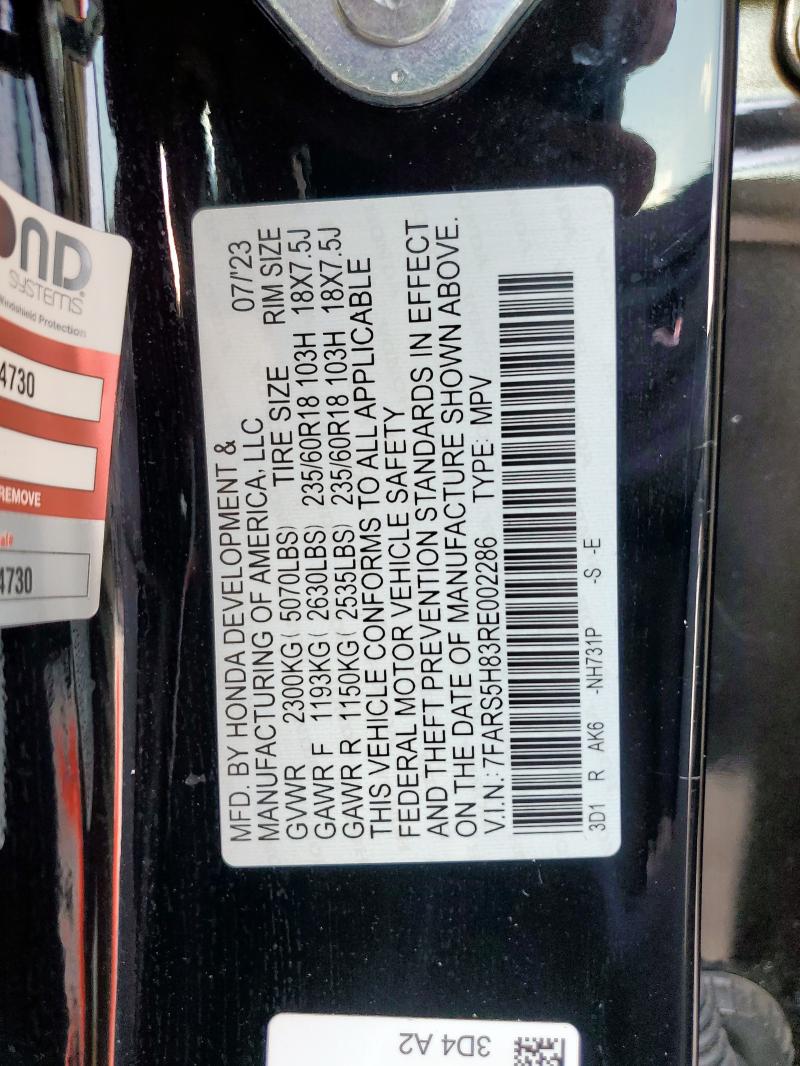 MFD. BY HONDA DEVELOPMENT &
MANUFACTURING OF AMERICA, LLC 07/'23
GVWR 2300KG( 5070LBS) TIRE SIZE RIM SIZE
GAWR F 1193KG( 2630LBS) 235/60R18 103H 18X7.5J
GAWR R 1150KG( 2535LBS) 235/60R18 103H 18X7.5J
THIS VEHICLE CONFORMS TO ALL APPLICABLE
FEDERAL MOTOR VEHICLE SAFETY
AND THEFT PREVENTION STANDARDS IN EFFECT
ON THE DATE OF MANUFACTURE SHOWN ABOVE.
V.I.N.: 7FARS5H83RE002286 TYPE: MPV
3D1 R AK6 -NH731P -S -E
3D4 A2
SYSTEMS
Windshield Protection
4730
REMOVE
4730